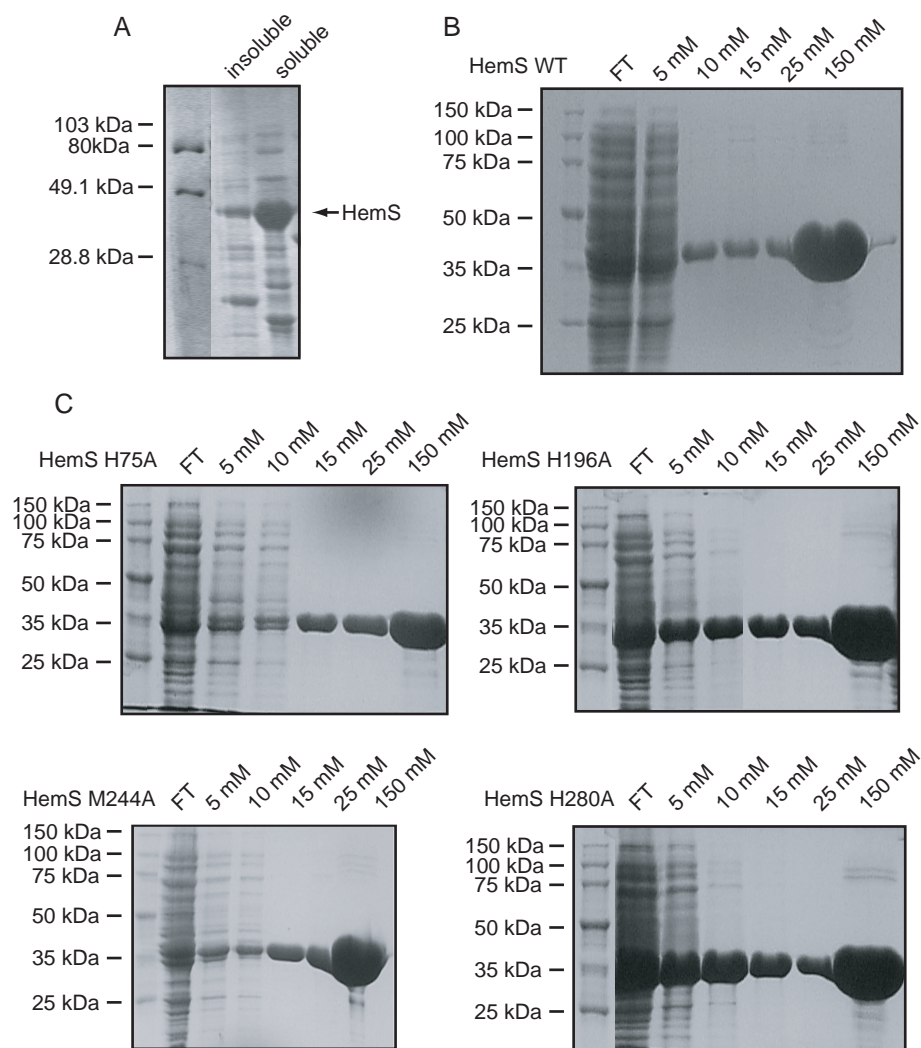 A
insoluble
soluble
103 kDa
80kDa
49.1 kDa
28.8 kDa
HemS
B
HemS WT
FT
5 mM
10 mM
15 mM
25 mM
150 mM
150 kDa
100 kDa
75 kDa
50 kDa
35 kDa
25 kDa
C
HemS H75A
FT
5 mM
10 mM
15 mM
25 mM
150 mM
150 kDa
100 kDa
75 kDa
50 kDa
35 kDa
25 kDa
HemS H196A
FT
5 mM
10 mM
15 mM
25 mM
150 mM
150 kDa
100 kDa
75 kDa
50 kDa
35 kDa
25 kDa
HemS M244A
FT
5 mM
10 mM
15 mM
25 mM
150 mM
150 kDa
100 kDa
75 kDa
50 kDa
35 kDa
25 kDa
HemS H280A
FT
5 mM
10 mM
15 mM
25 mM
150 mM
150 kDa
100 kDa
75 kDa
50 kDa
35 kDa
25 kDa